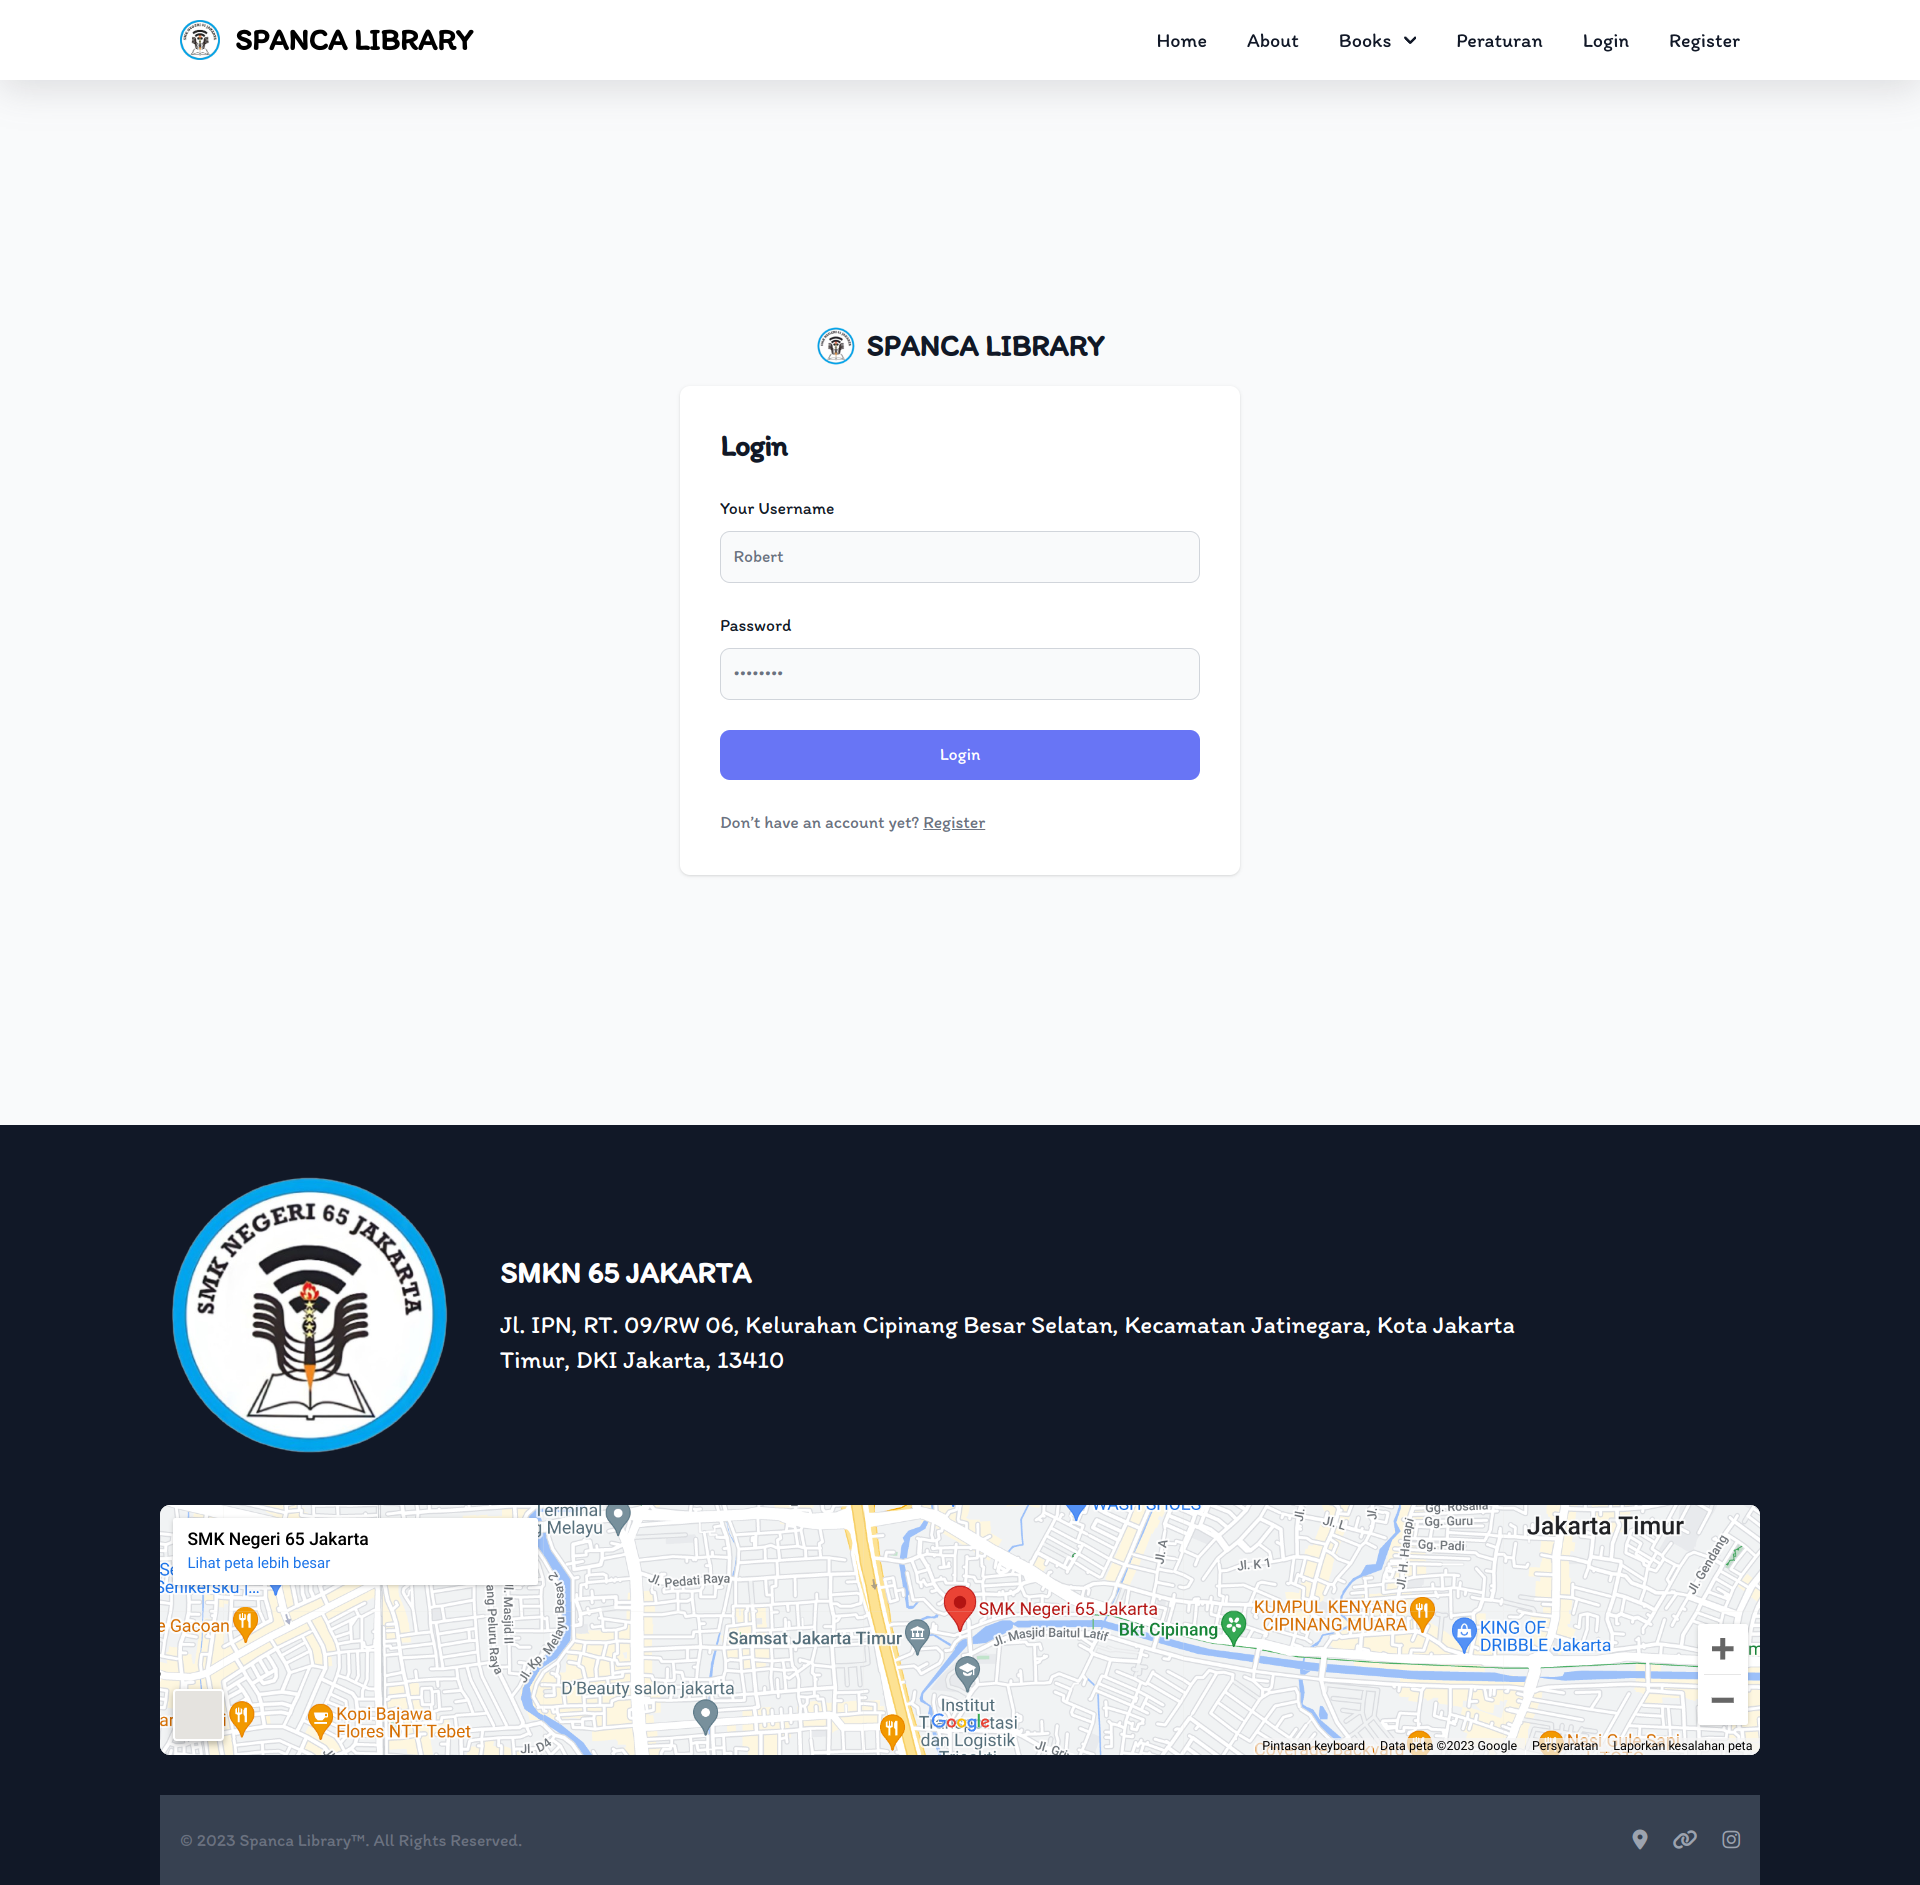 SPANCA LIBRARY
Home About Books Peraturan Login Register
SPANCA LIBRARY
Login
Your Username
Robert
Password
Login
Don't have an account yet? Register
SMK NEGERI 65 JAKARTA
SMKN 65 JAKARTA
Jl. IPN, RT. 09/RW 06, Kelurahan Cipinang Besar Selatan, Kecamatan Jatinegara, Kota Jakarta
Timur, DKI Jakarta, 13410
SMK Negeri 65 Jakarta
Lihat peta lebih besar
Terminal
Melayu
Gg. Guru
Gg. Padi
Jakarta Timur
Jl. Gendang
Jl. H. Hanapi
Jl. L
Jl. A
Jl. K 1
Jl. Pedati Raya
Jl. Masjid II
Jl. Kp. Melayu Besar
Besar 2
ang Peluru Raya
Senikersku |...
e Gacoan
SMK Negeri 65 Jakarta
Jl. Masjid Baitul Latif
Samsat Jakarta Timur
Bkt Cipinang
KUMPUL KENYANG
CIPINANG MUARA
KING OF
DRIBBLE Jakarta
D'Beauty salon jakarta
Kopi Bajawa
Flores NTT Tebet
Jl. D4
Institut
dan Logistik
Google
Pintasan keyboard Data peta ©2023 Google Persyaratan Laporkan kesalahan peta
© 2023 Spanca Library™. All Rights Reserved.